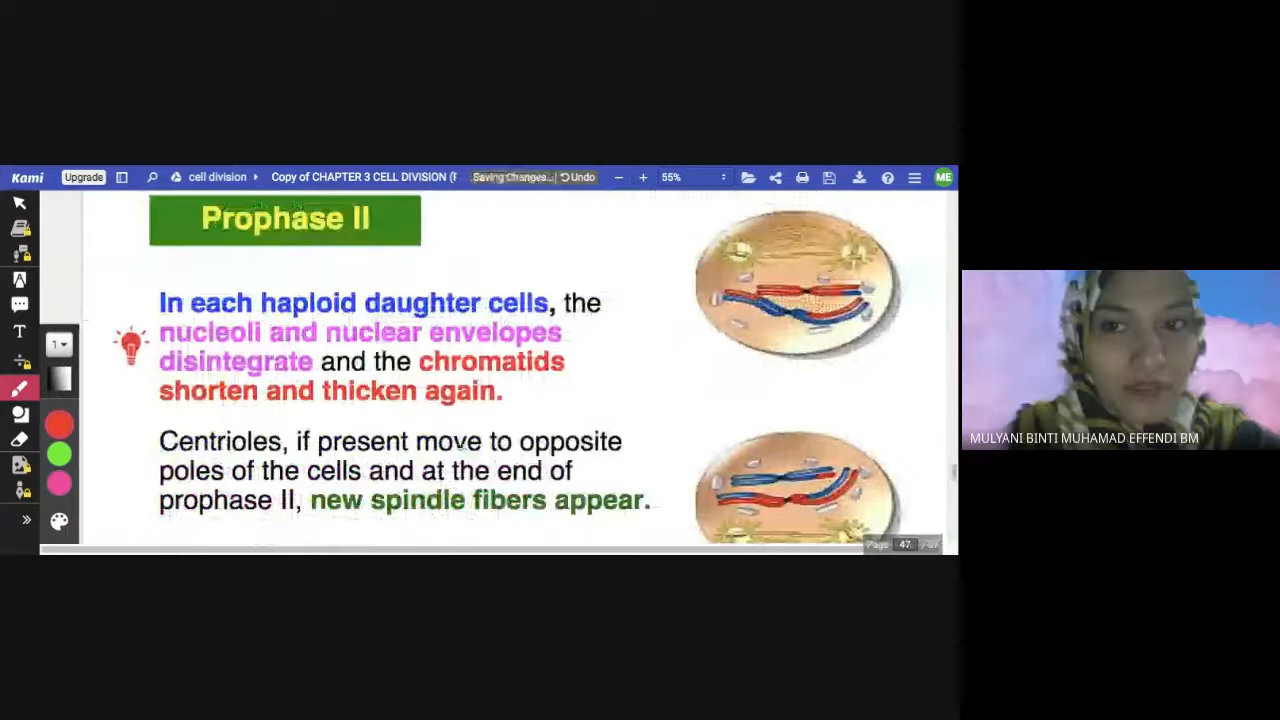 Kami Upgrade cell division Copy of CHAPTER 3 CELL DIVISION ( Saving Changes... Undo 55% ME
Prophase II
In each haploid daughter cells, the
nucleoli and nuclear envelopes
disintegrate and the chromatids
shorten and thicken again.
Centrioles, if present move to opposite
poles of the cells and at the end of
prophase II, new spindle fibers appear.
A
T
1
Page 47
MULYANI BINTI MUHAMAD EFFENDI BM